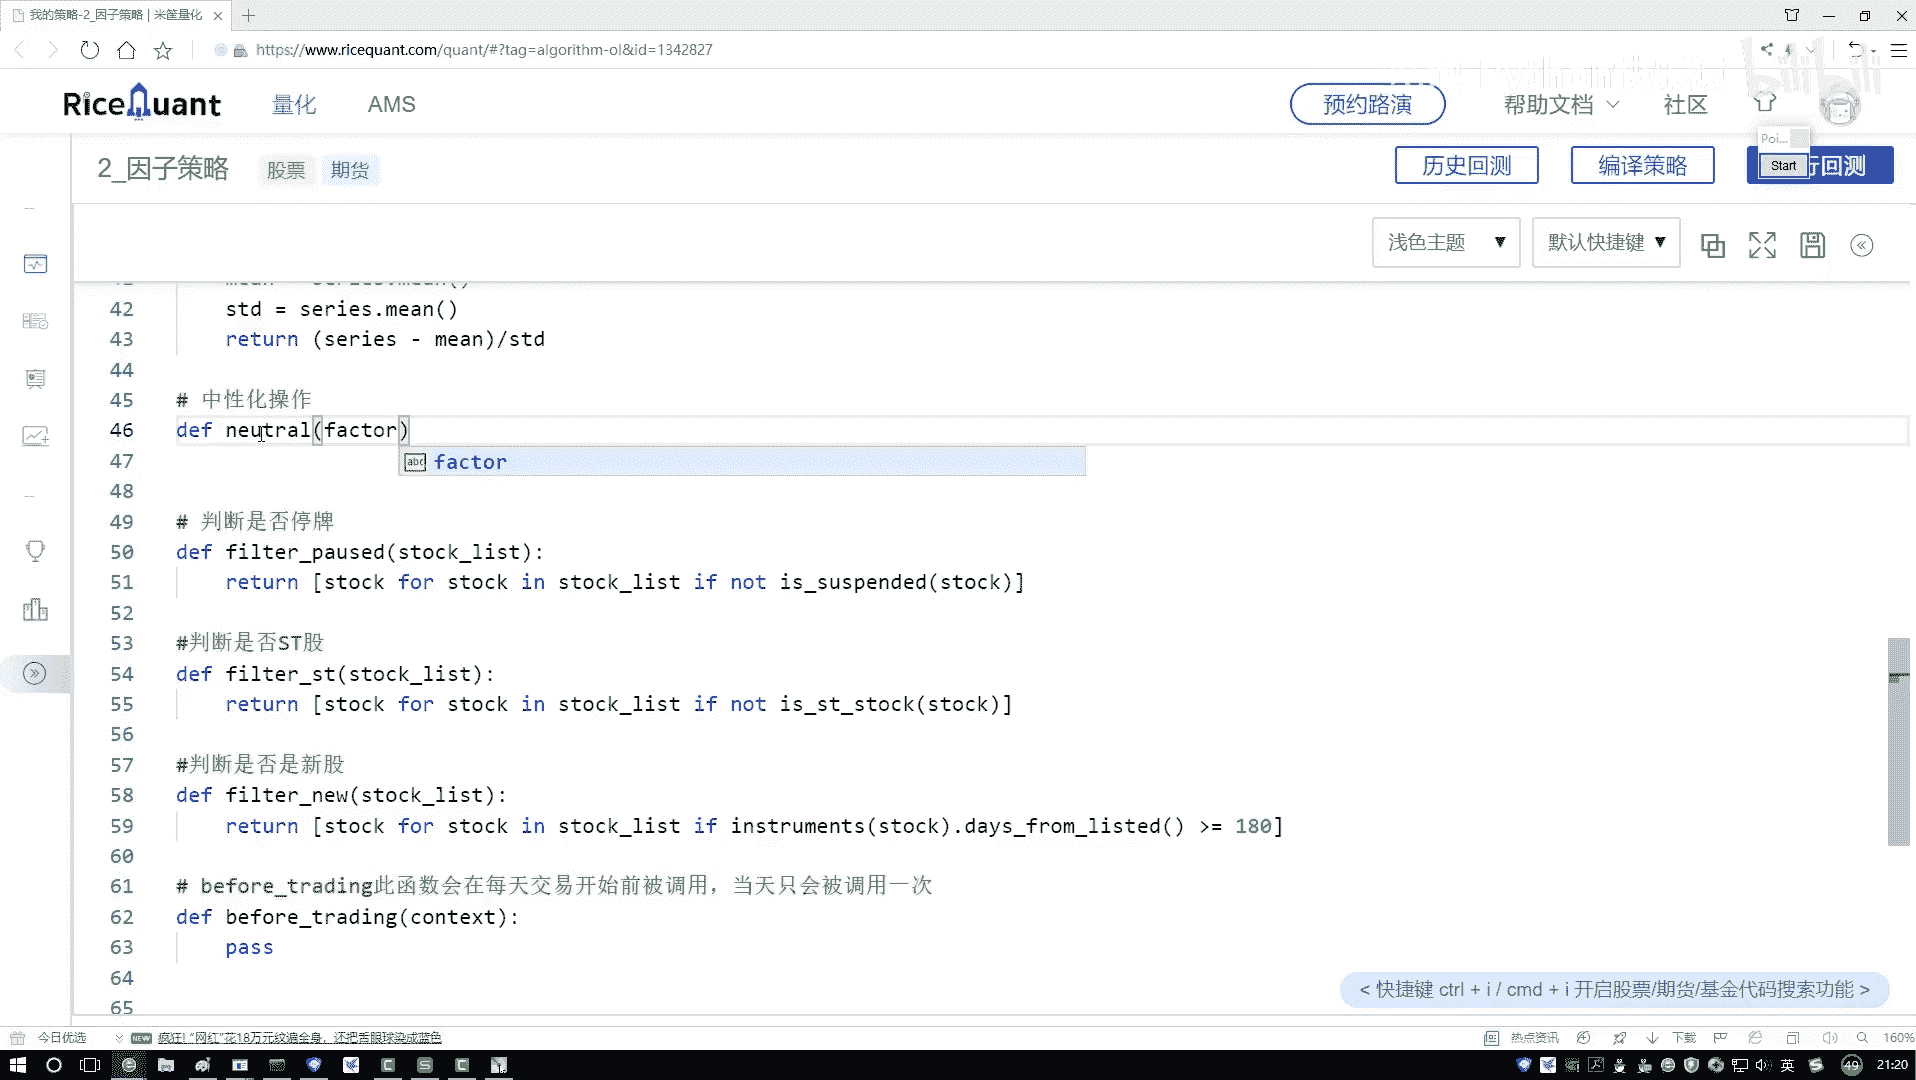 我的策略-2_因子策略 | 米筐量化
https://www.ricequant.com/quant/#?tag=algorithm-ol&id=1342827
bilibili
RiceQuant
量化
AMS
预约路演
帮助文档
社区
Poi...
2_因子策略
股票
期货
历史回测
编译策略
Start
行回测
浅色主题 ▼
默认快捷键 ▼
42 std = series.mean()
43 return (series - mean)/std
44
45 # 中性化操作
46 def neutral(factor)
47 factor
48
49 # 判断是否停牌
50 def filter_paused(stock_list):
51 return [stock for stock in stock_list if not is_suspended(stock)]
52
53 #判断是否ST股
54 def filter_st(stock_list):
55 return [stock for stock in stock_list if not is_st_stock(stock)]
56
57 #判断是否是新股
58 def filter_new(stock_list):
59 return [stock for stock in stock_list if instruments(stock).days_from_listed() >= 180]
60
61 # before_trading此函数会在每天交易开始前被调用，当天只会被调用一次
62 def before_trading(context):
63 pass
64
65
< 快捷键 ctrl + i / cmd + i 开启股票/期货/基金代码搜索功能 >
今日优选
NEW 疯狂! "网红"花18万元纹遍全身，还把舌眼球染成蓝色
热点资讯
下载
160%
英
49
21:20